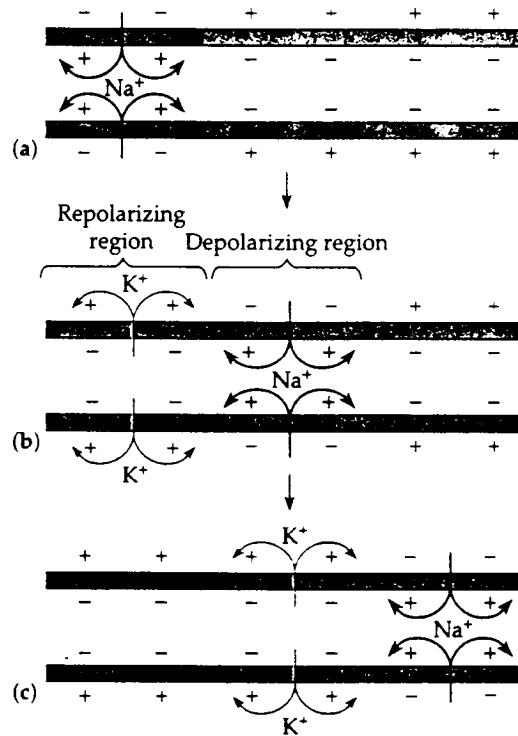 − − + + + +
+ + − − − −
Na⁺
+ + − − − −
(a)
− − + + + +
Repolarizing
region
Depolarizing region
K⁺
+ + − − + +
− − + + − −
Na⁺
− − + + − −
(b)
+ + − − + +
K⁺
K⁺
+ + + + − −
− − − − + +
Na⁺
− − − − + +
(c)
+ + + + − −
K⁺